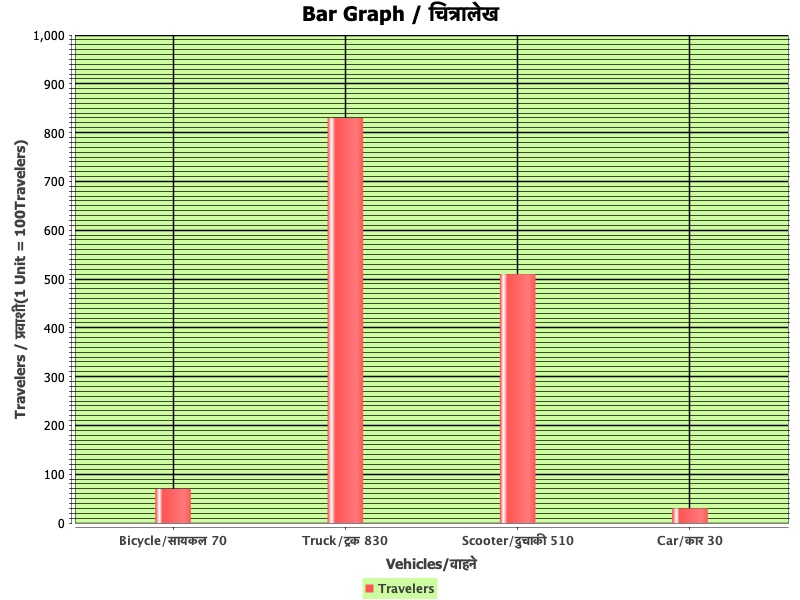 Bar Graph / चित्रालेख
Travelers / प्रवाशी(1 Unit = 100Travelers)
1,000
900
800
700
600
500
400
300
200
100
0
Bicycle/सायकल 70 Truck/ट्रक 830 Scooter/दुचाकी 510 Car/कार 30
Vehicles/वाहने
Travelers